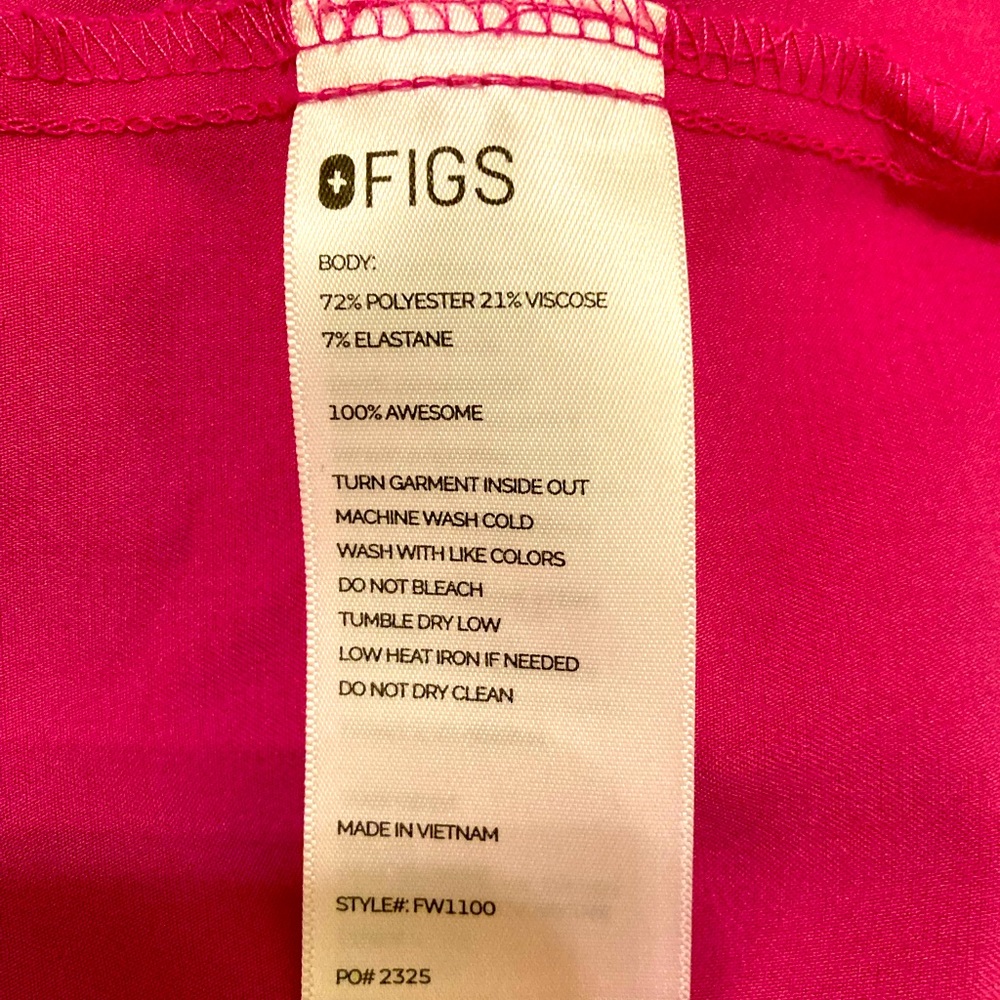 FIGS
BODY:
72% POLYESTER 21% VISCOSE
7% ELASTANE
100% AWESOME
TURN GARMENT INSIDE OUT
MACHINE WASH COLD
WASH WITH LIKE COLORS
DO NOT BLEACH
TUMBLE DRY LOW
LOW HEAT IRON IF NEEDED
DO NOT DRY CLEAN
MADE IN VIETNAM
STYLE#: FW1100
PO# 2325